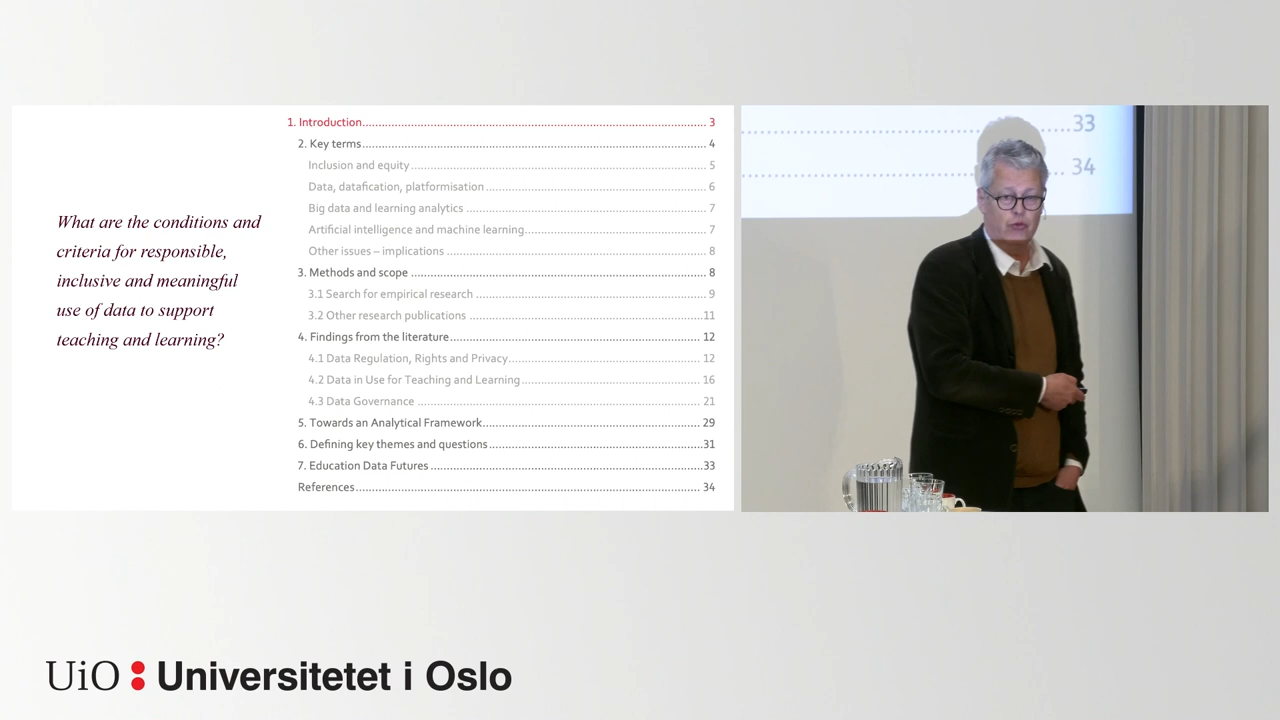 What are the conditions and
criteria for responsible,
inclusive and meaningful
use of data to support
teaching and learning?
1. Introduction 3
2. Key terms 4
Inclusion and equity 5
Data, datafication, platformisation 6
Big data and learning analytics 7
Artificial intelligence and machine learning 7
Other issues – implications 8
3. Methods and scope 8
3.1 Search for empirical research 9
3.2 Other research publications 11
4. Findings from the literature 12
4.1 Data Regulation, Rights and Privacy 12
4.2 Data in Use for Teaching and Learning 16
4.3 Data Governance 21
5. Towards an Analytical Framework 29
6. Defining key themes and questions 31
7. Education Data Futures 33
References 34
33
34
UiO : Universitetet i Oslo